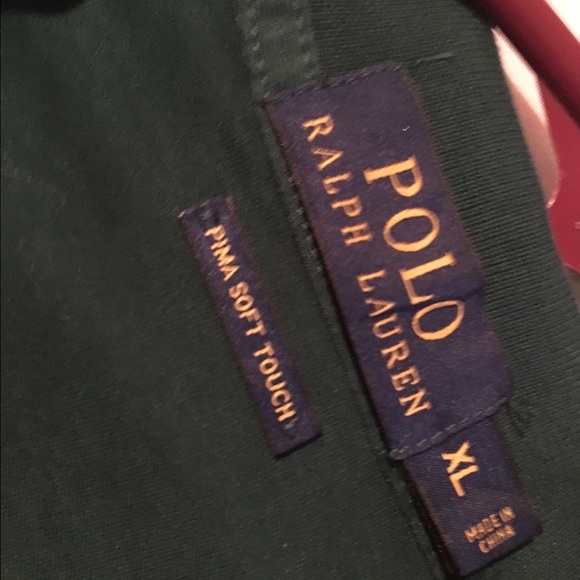 POLO
RALPH LAUREN
XL
MADE IN
CHINA
PIMA SOFT TOUCH